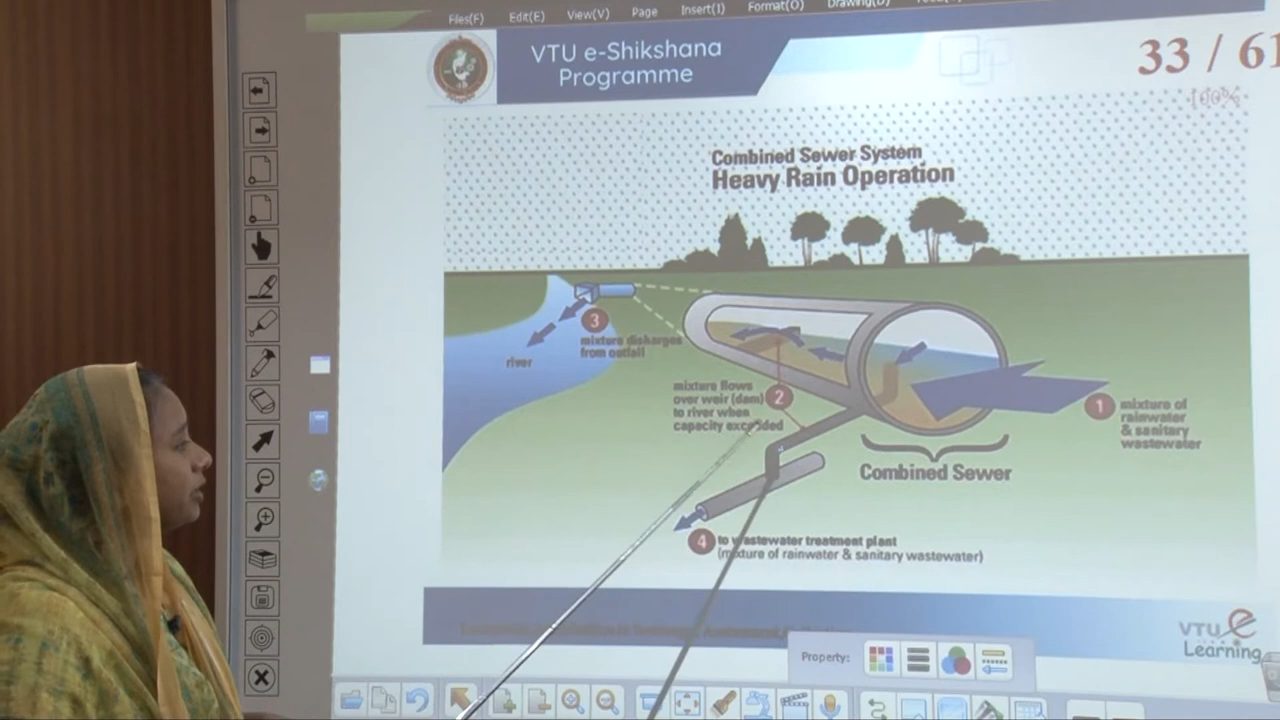 Files(F) Edit(E) View(V) Page Insert(I) Format(O) Drawing(D)
VTU e-Shikshana
Programme
33 / 61
100%
Combined Sewer System
Heavy Rain Operation
3
mixture discharges
from outfall
river
mixture flows
over weir (dam)
to river when
capacity exceeded
2
1
mixture of
rainwater
& sanitary
wastewater
Combined Sewer
4
to wastewater treatment plant
(mixture of rainwater & sanitary wastewater)
Property:
VTU e
Learning